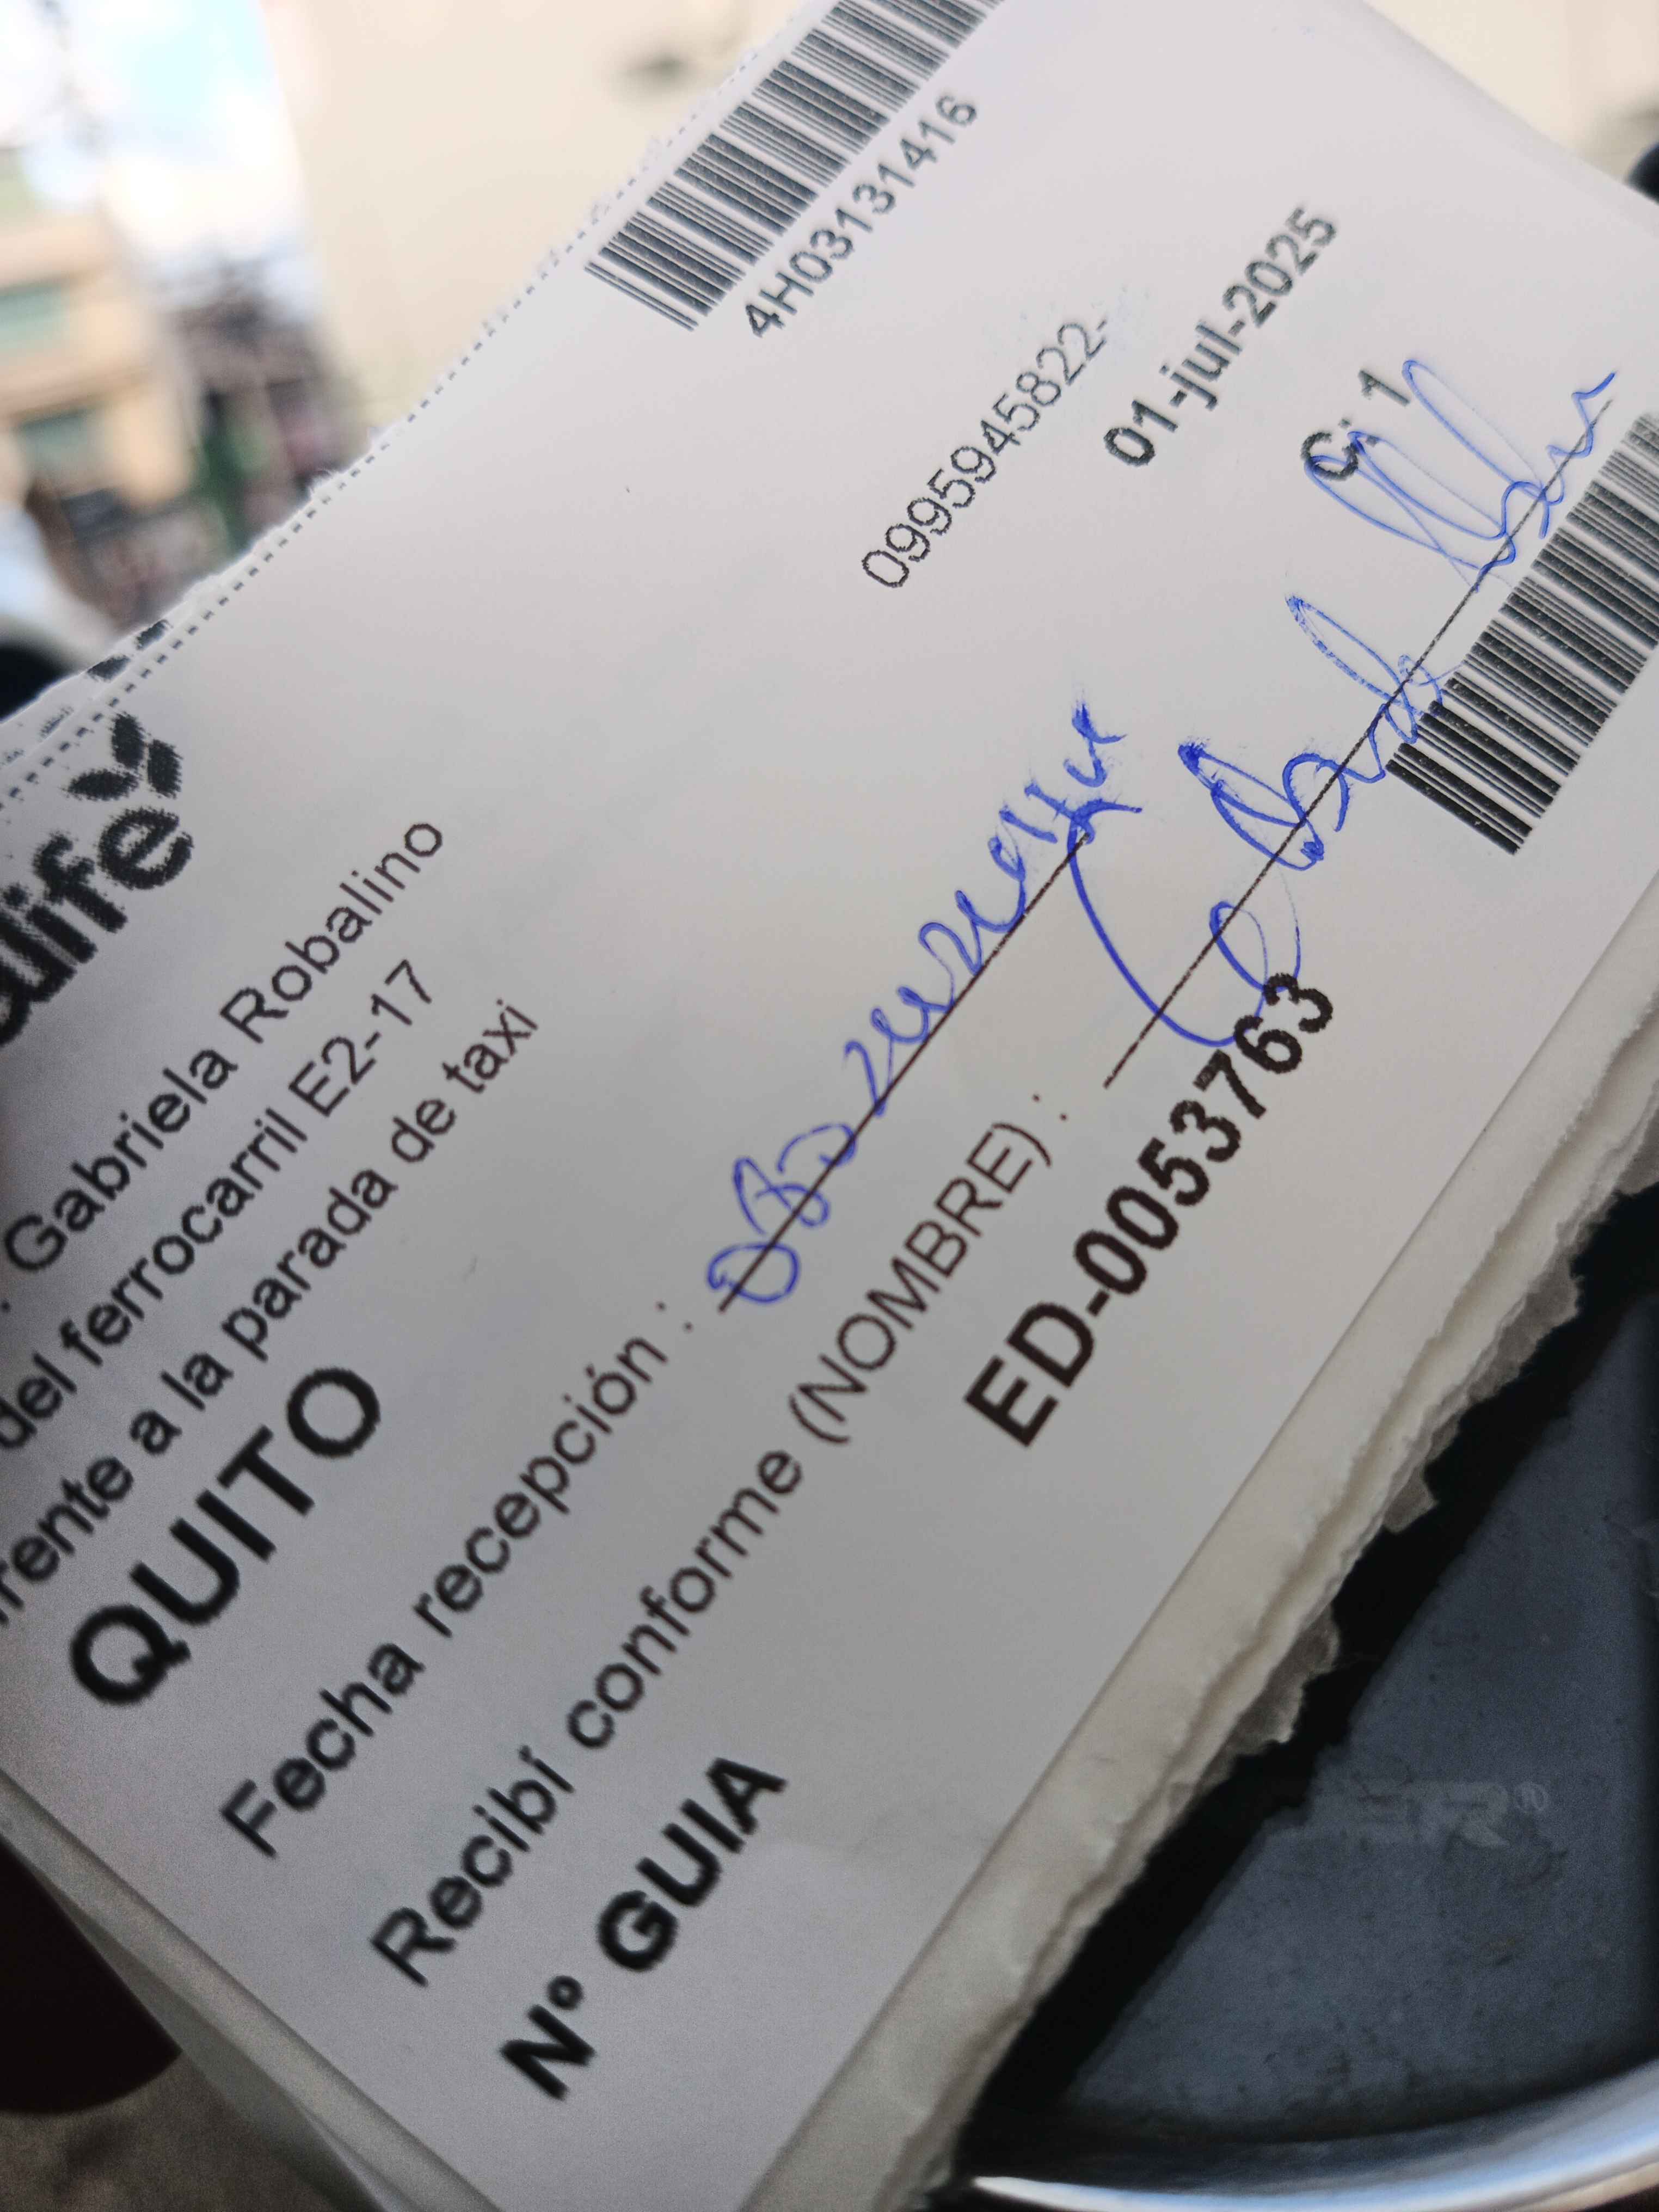 4H03131416
alife
Gabriela Robalino
del ferrocarril E2-17
frente a la parada de taxi
0995945822-
QUITO
01-jul-2025
Fecha recepción :
C: 1
Recibí conforme (NOMBRE) :
Nº GUIA ED-0053763